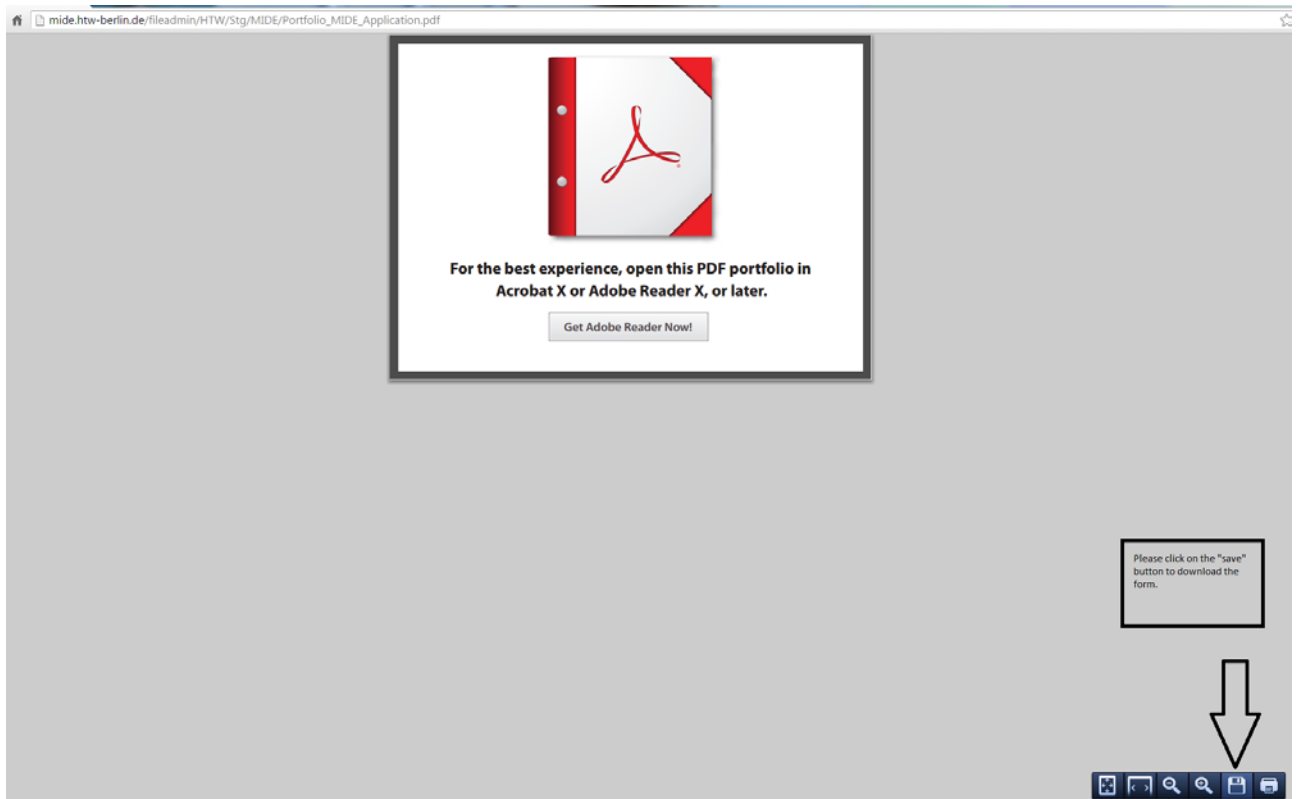 mide.htw-berlin.de/fileadmin/HTW/Stg/MIDE/Portfolio_MIDE_Application.pdf
For the best experience, open this PDF portfolio in
Acrobat X or Adobe Reader X, or later.
Get Adobe Reader Now!
Please click on the "save"
button to download the
form.